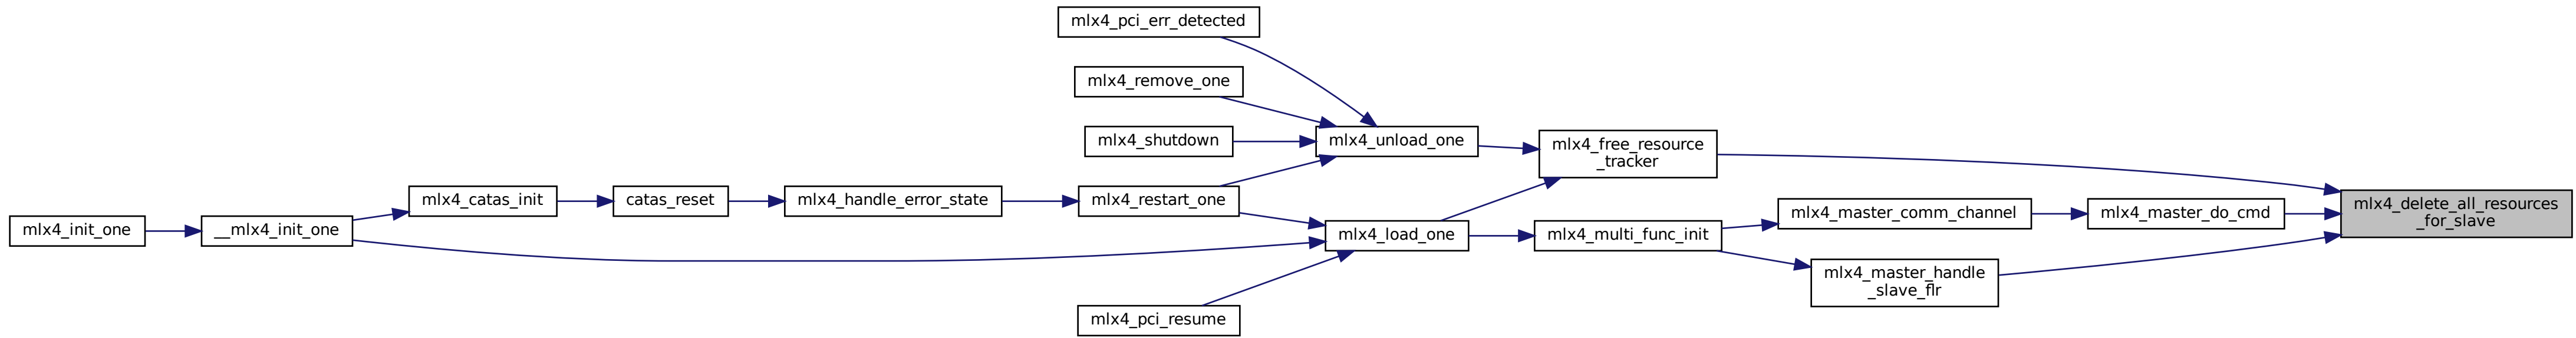 mlx4_pci_err_detected
mlx4_remove_one
mlx4_shutdown
mlx4_unload_one
mlx4_free_resource
_tracker
mlx4_catas_init
catas_reset
mlx4_handle_error_state
mlx4_restart_one
mlx4_master_comm_channel
mlx4_master_do_cmd
mlx4_delete_all_resources
_for_slave
mlx4_init_one
__mlx4_init_one
mlx4_load_one
mlx4_multi_func_init
mlx4_master_handle
_slave_flr
mlx4_pci_resume